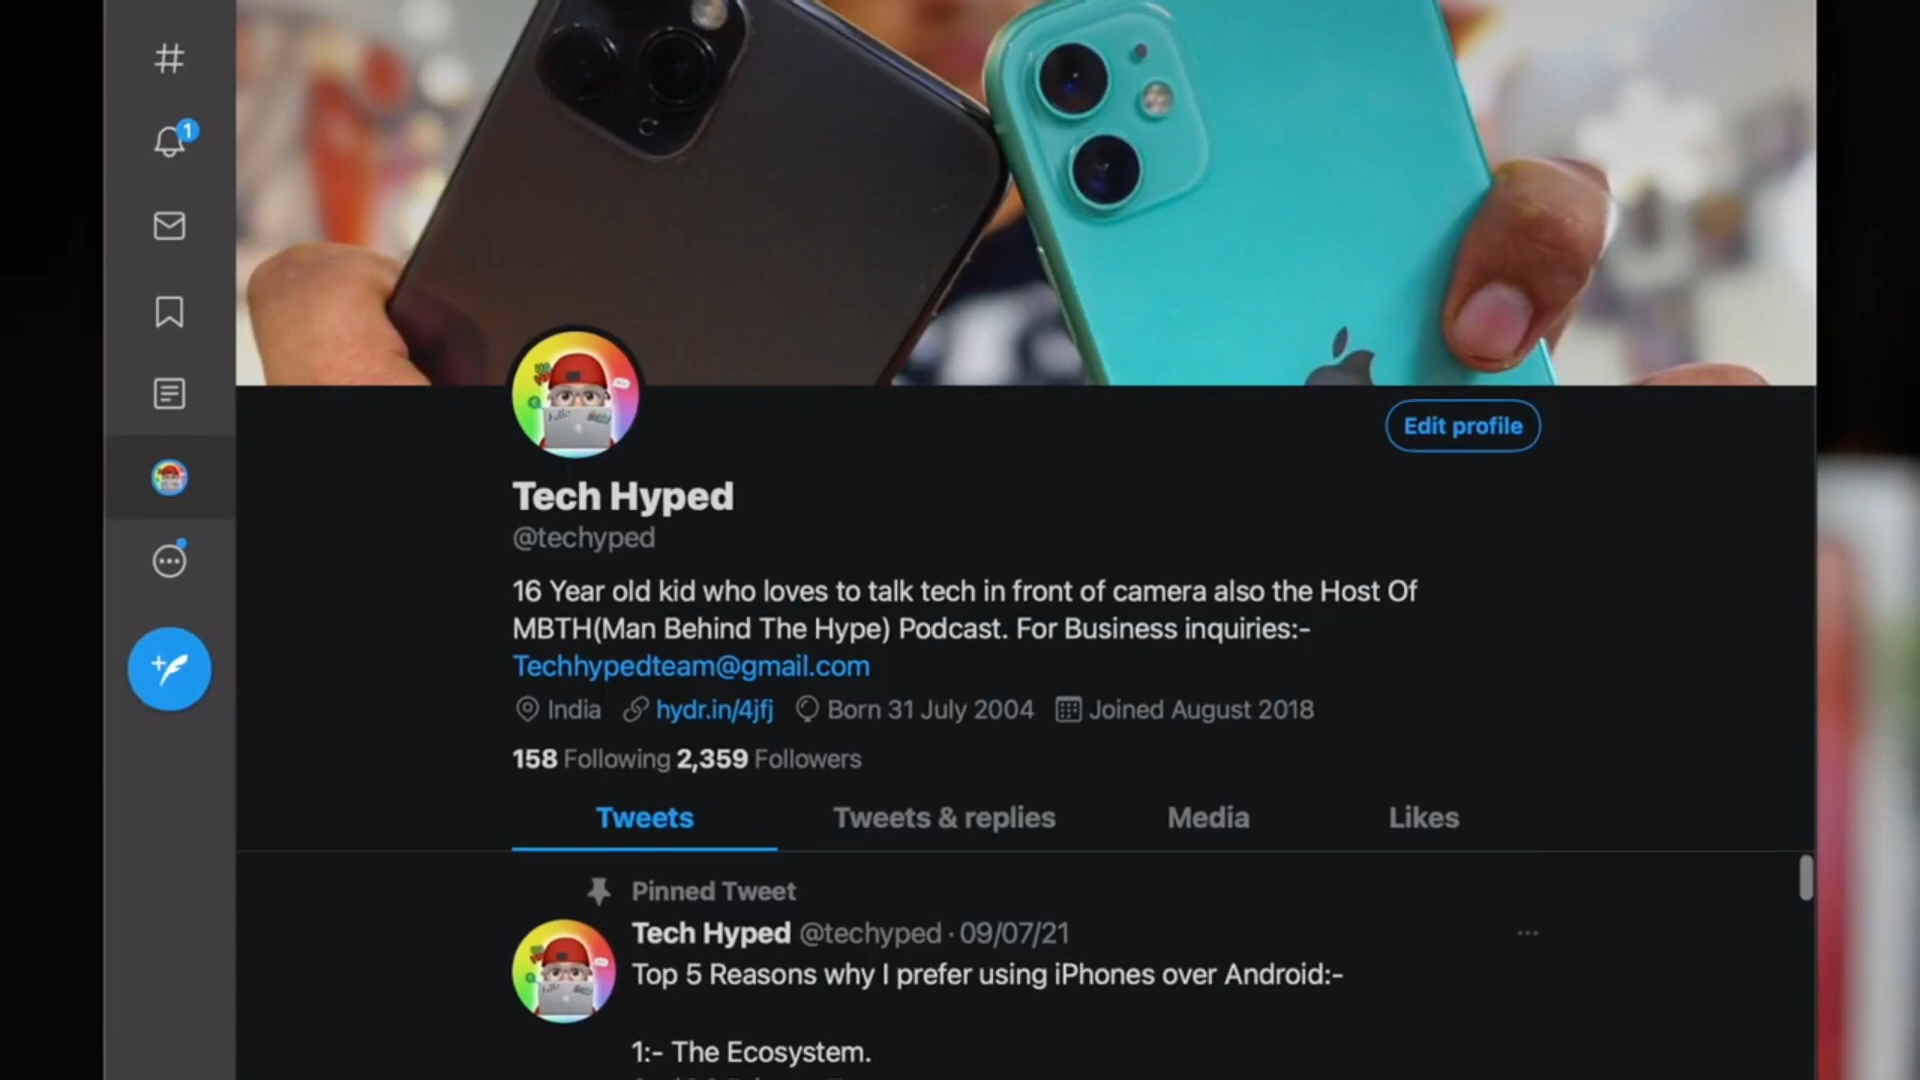 1
Edit profile
Tech Hyped
@techyped
16 Year old kid who loves to talk tech in front of camera also the Host Of
MBTH(Man Behind The Hype) Podcast. For Business inquiries:-
Techhypedteam@gmail.com
India hydr.in/4jfj Born 31 July 2004 Joined August 2018
158 Following 2,359 Followers
Tweets Tweets & replies Media Likes
Pinned Tweet
Tech Hyped @techyped · 09/07/21
Top 5 Reasons why I prefer using iPhones over Android:-
1:- The Ecosystem.